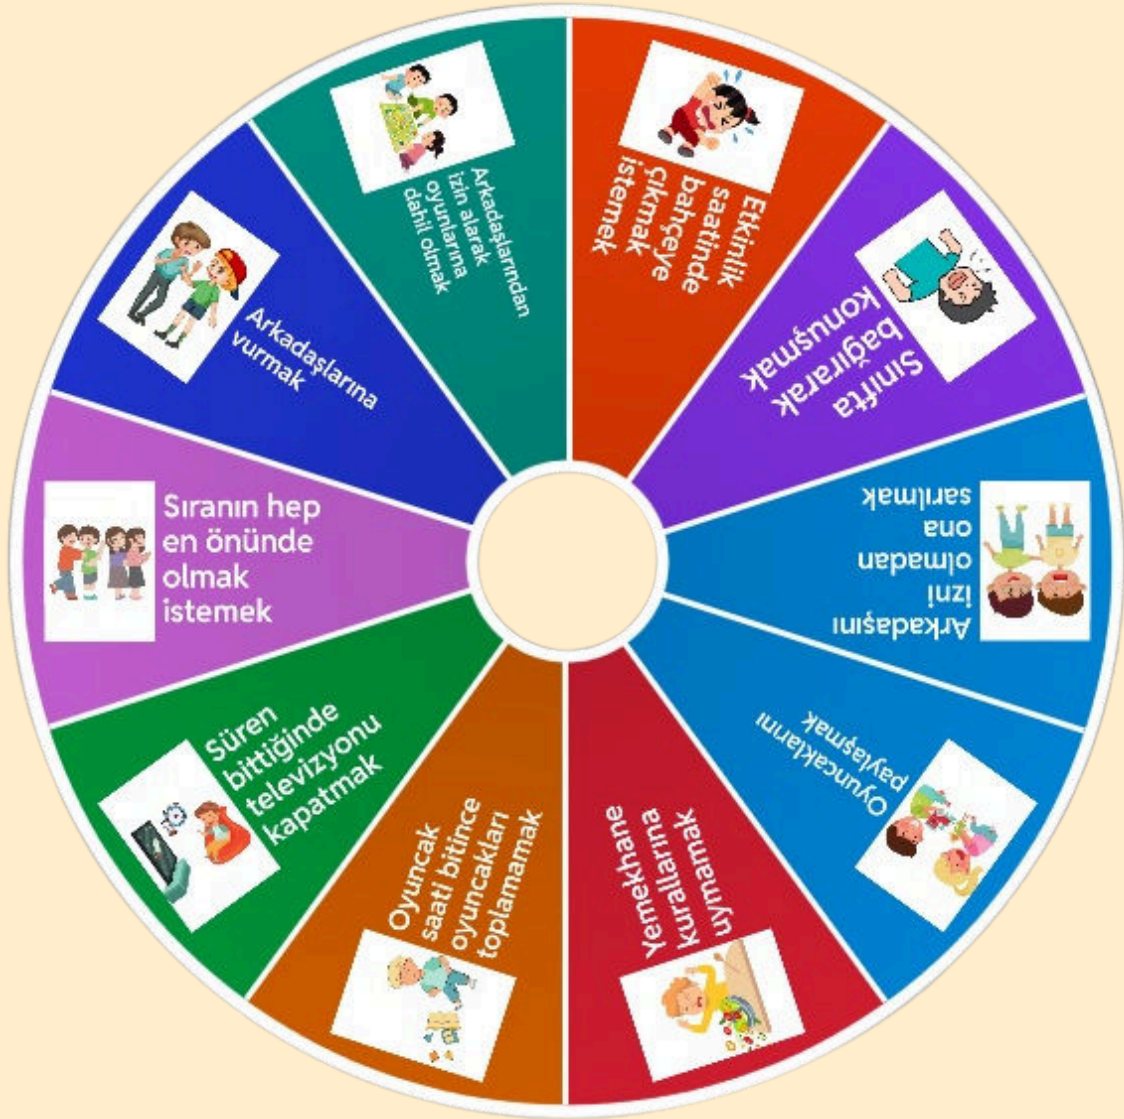 Etkinlik
saatinde
bahçeye
çıkmak
istemek
Sınıfta
bağırarak
konuşmak
Arkadaşını
izni
olmadan
ona
sarılmak
Oyuncaklarını
paylaşmak
Yemekhane
kurallarına
uymamak
Oyuncak
saati bitince
oyuncakları
toplamamak
Süren
bittiğinde
televizyonu
kapatmak
Sıranın hep
en önünde
olmak
istemek
Arkadaşlarına
vurmak
Arkadaşlarından
izin alarak
oyunlarına
dahil olmak